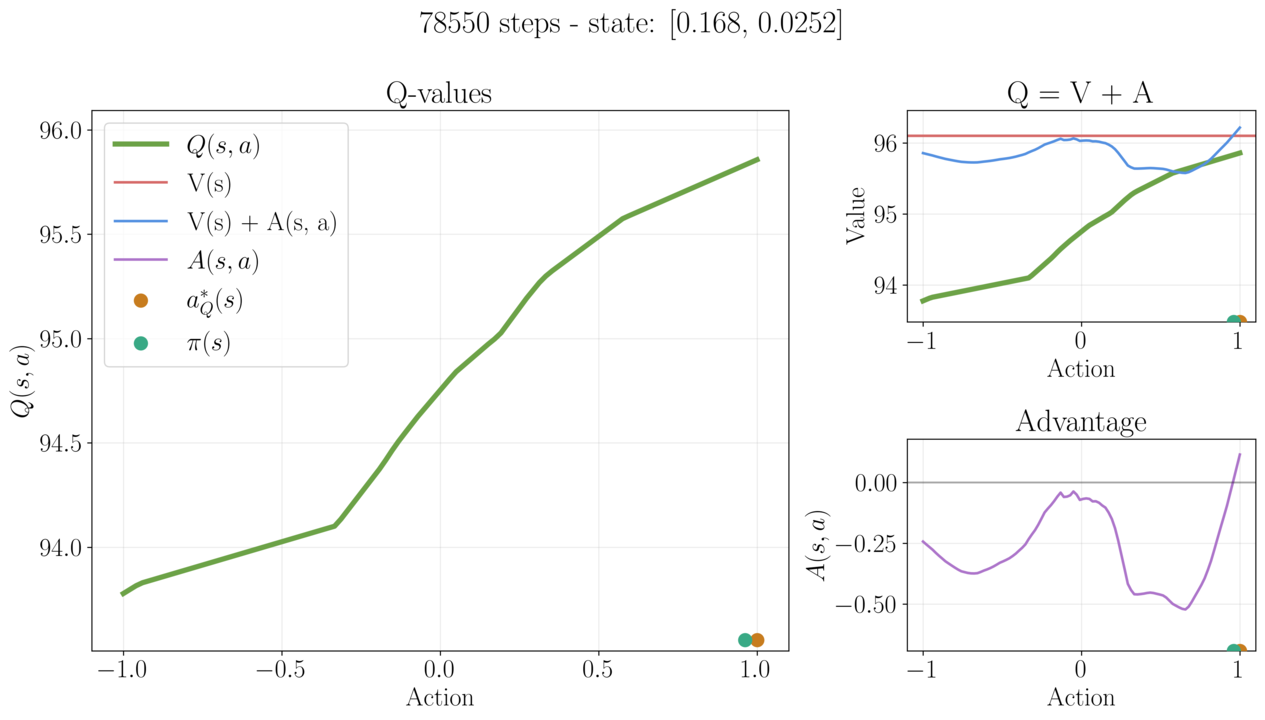 78550 steps - state: [0.168, 0.0252]
Q-values
Q(s, a)
96.0
95.5
95.0
94.5
94.0
−1.0
−0.5
0.0
0.5
1.0
Action
Q(s, a)
V(s)
V(s) + A(s, a)
A(s, a)
a*_Q(s)
π(s)
Q = V + A
Value
96
95
94
−1
0
1
Action
Advantage
A(s, a)
0.00
−0.25
−0.50
−1
0
1
Action